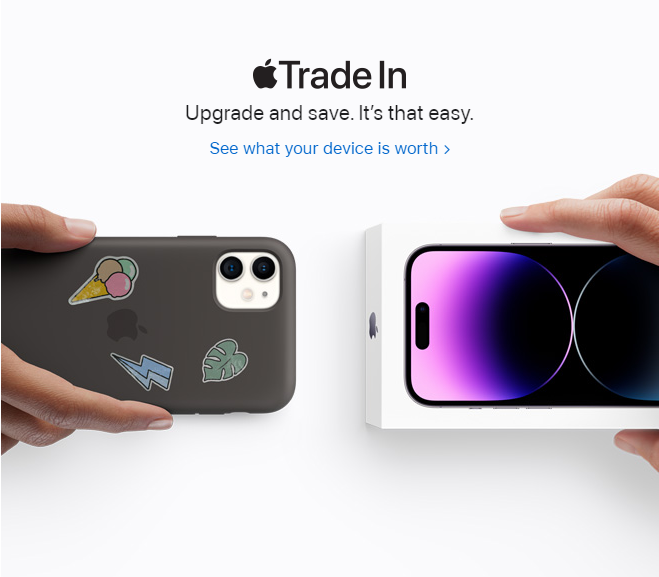 Trade In
Upgrade and save. It's that easy.
See what your device is worth >